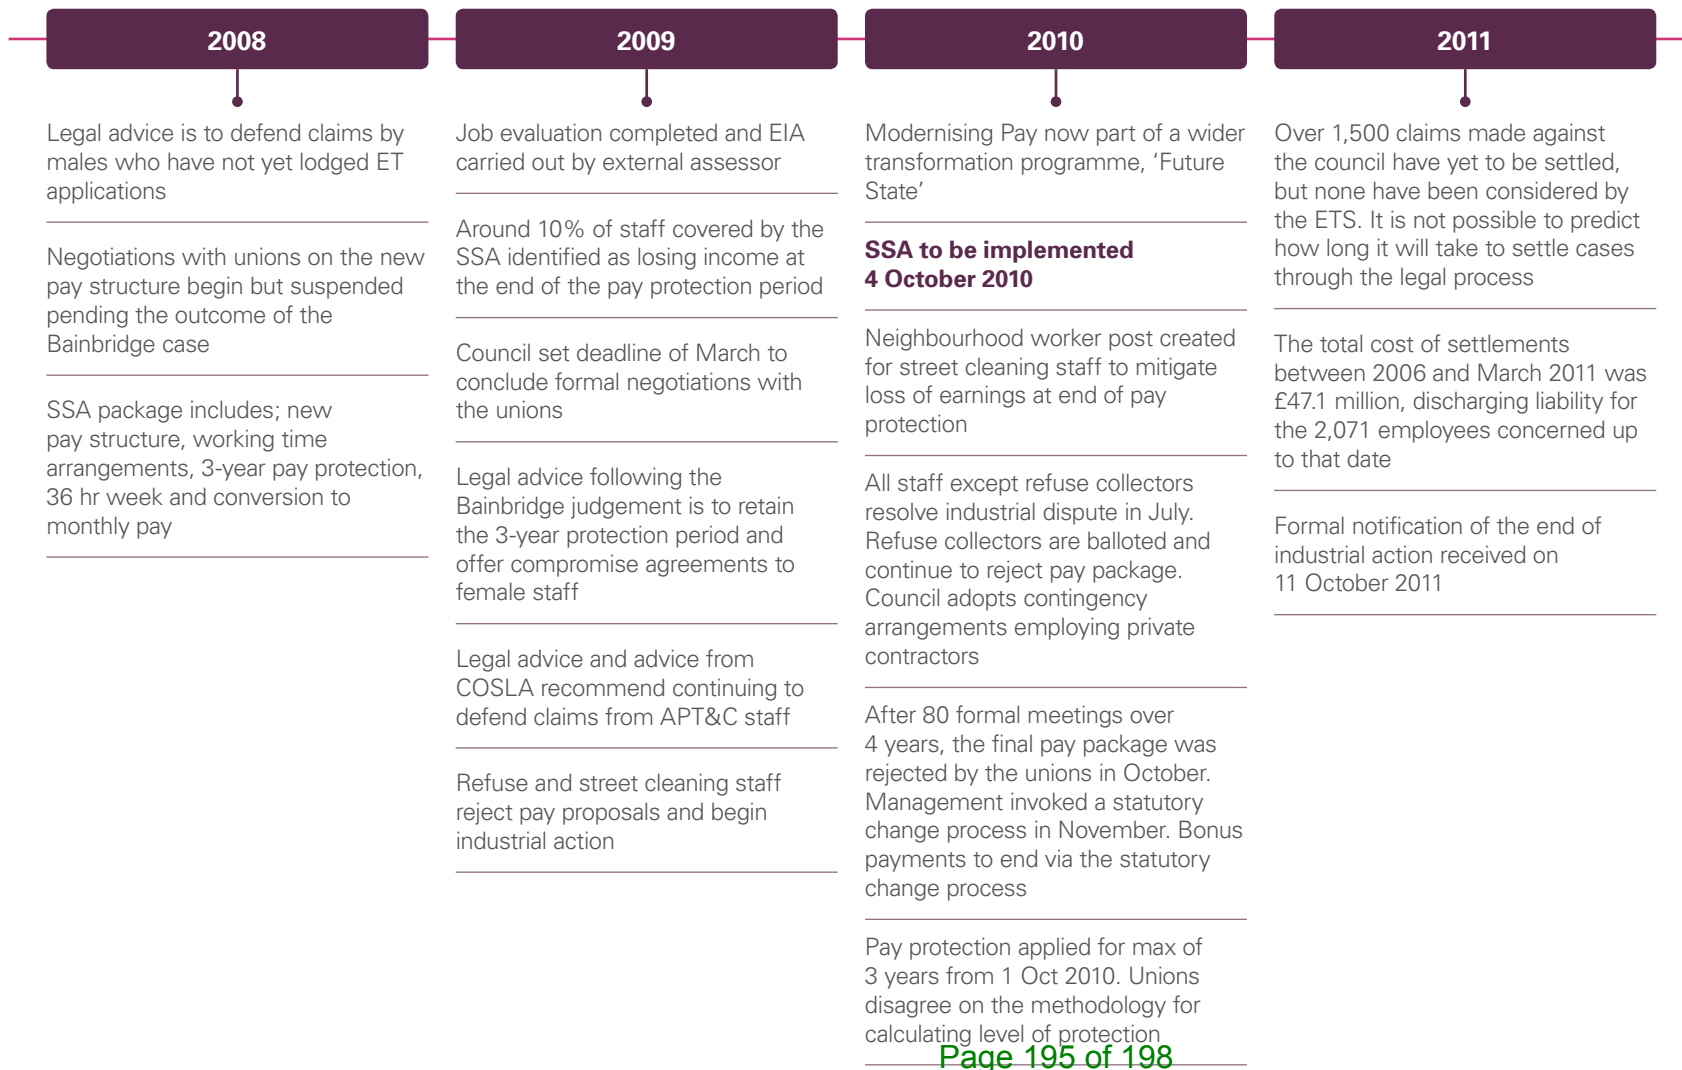 2008
Legal advice is to defend claims by
males who have not yet lodged ET
applications
Negotiations with unions on the new
pay structure begin but suspended
pending the outcome of the
Bainbridge case
SSA package includes; new
pay structure, working time
arrangements, 3-year pay protection,
36 hr week and conversion to
monthly pay
2009
Job evaluation completed and EIA
carried out by external assessor
Around 10% of staff covered by the
SSA identified as losing income at
the end of the pay protection period
Council set deadline of March to
conclude formal negotiations with
the unions
Legal advice following the
Bainbridge judgement is to retain
the 3-year protection period and
offer compromise agreements to
female staff
Legal advice and advice from
COSLA recommend continuing to
defend claims from APT&C staff
Refuse and street cleaning staff
reject pay proposals and begin
industrial action
2010
Modernising Pay now part of a wider
transformation programme, ‘Future
State’
SSA to be implemented
4 October 2010
Neighbourhood worker post created
for street cleaning staff to mitigate
loss of earnings at end of pay
protection
All staff except refuse collectors
resolve industrial dispute in July.
Refuse collectors are balloted and
continue to reject pay package.
Council adopts contingency
arrangements employing private
contractors
After 80 formal meetings over
4 years, the final pay package was
rejected by the unions in October.
Management invoked a statutory
change process in November. Bonus
payments to end via the statutory
change process
Pay protection applied for max of
3 years from 1 Oct 2010. Unions
disagree on the methodology for
calculating level of protection
2011
Over 1,500 claims made against
the council have yet to be settled,
but none have been considered by
the ETS. It is not possible to predict
how long it will take to settle cases
through the legal process
The total cost of settlements
between 2006 and March 2011 was
£47.1 million, discharging liability for
the 2,071 employees concerned up
to that date
Formal notification of the end of
industrial action received on
11 October 2011
Page 195 of 198